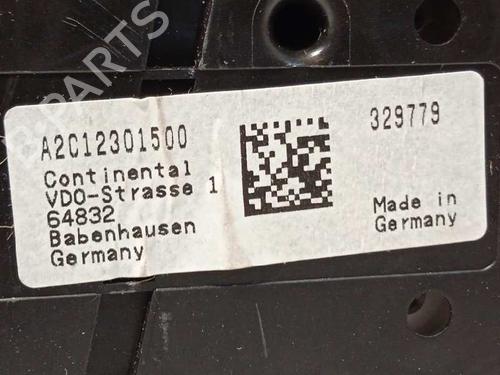 A2C12301500
Continental
VDO-Strasse 1
64832
Babenhausen
Germany
329779
Made in
Germany
B-PARTS